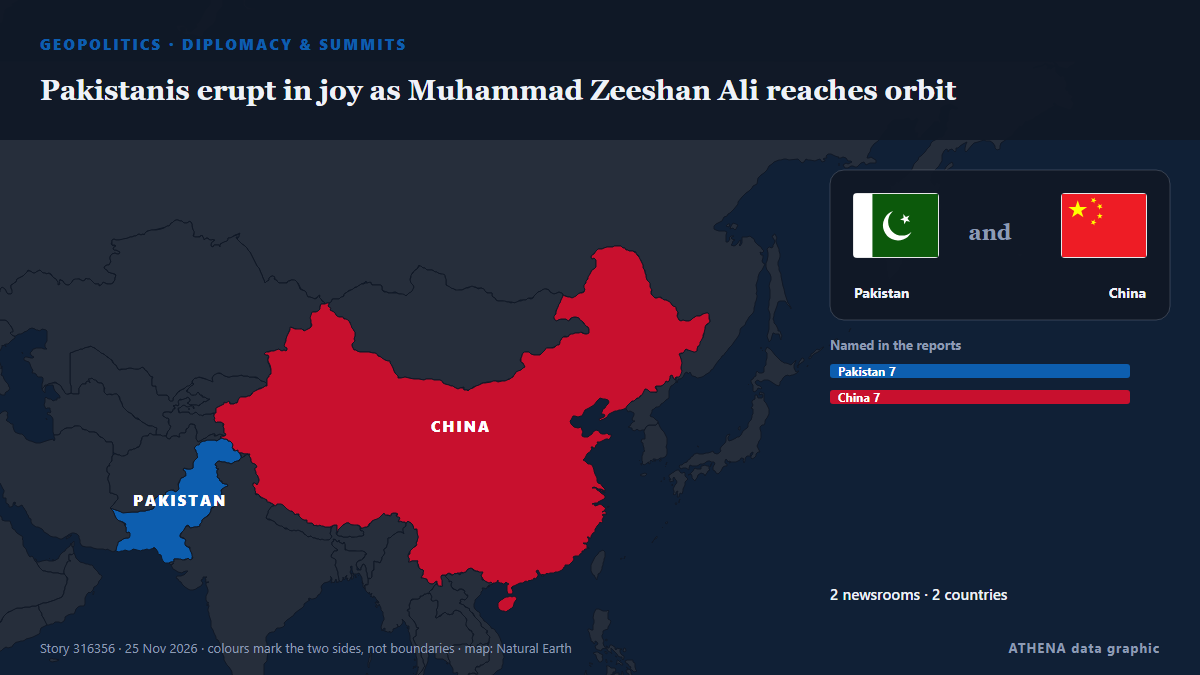 GEOPOLITICS · DIPLOMACY & SUMMITS
Pakistanis erupt in joy as Muhammad Zeeshan Ali reaches orbit
and
Pakistan
China
Named in the reports
Pakistan 7
China 7
CHINA
PAKISTAN
2 newsrooms · 2 countries
Story 316356 · 25 Nov 2026 · colours mark the two sides, not boundaries · map: Natural Earth
ATHENA data graphic